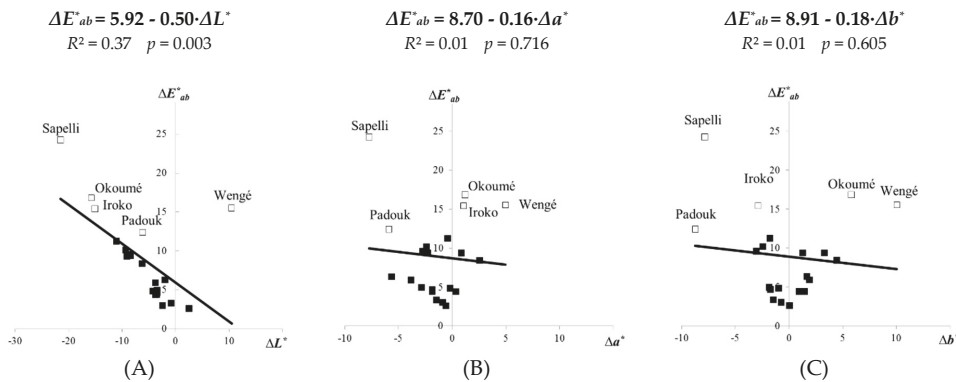 ΔE*ab = 5.92 - 0.50·ΔL*
R² = 0.37 p = 0.003
ΔE*ab = 8.70 - 0.16·Δa*
R² = 0.01 p = 0.716
ΔE*ab = 8.91 - 0.18·Δb*
R² = 0.01 p = 0.605
ΔE*ab
Sapelli
25
20
Okoumé
Iroko
15
Wengé
Padouk
10
5
0
-30
-20
-10
0
10
ΔL*
(A)
ΔE*ab
Sapelli
25
20
Okoumé
Iroko
15
Wengé
Padouk
10
5
0
-10
-5
0
5
10
Δa*
(B)
ΔE*ab
Sapelli
25
20
Iroko
Okoumé
Wengé
15
Padouk
10
5
0
-10
-5
0
5
10
Δb*
(C)